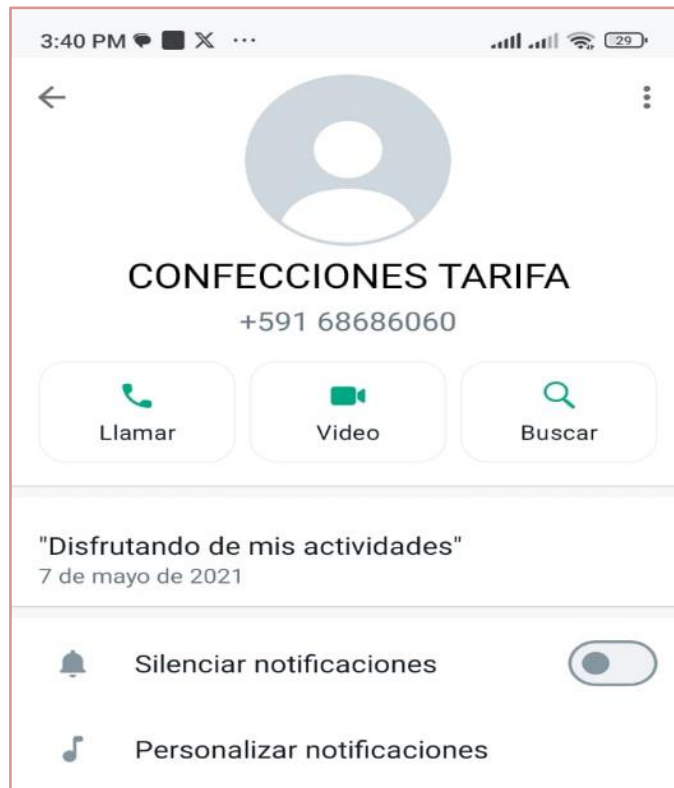 3:40 PM ...
29
CONFECCIONES TARIFA
+591 68686060
Llamar Video Buscar
"Disfrutando de mis actividades"
7 de mayo de 2021
Silenciar notificaciones
Personalizar notificaciones